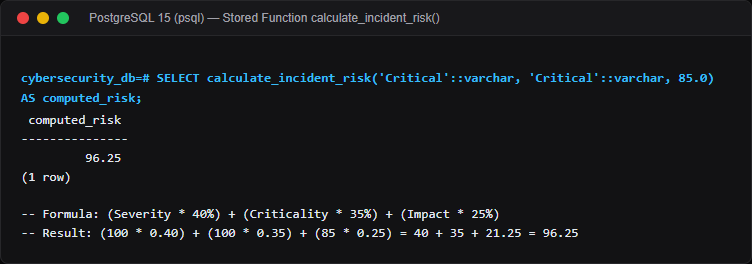 PostgreSQL 15 (psql) — Stored Function calculate_incident_risk()
cybersecurity_db=# SELECT calculate_incident_risk('Critical'::varchar, 'Critical'::varchar, 85.0)
AS computed_risk;
 computed_risk
---------------
         96.25
(1 row)
-- Formula: (Severity * 40%) + (Criticality * 35%) + (Impact * 25%)
-- Result: (100 * 0.40) + (100 * 0.35) + (85 * 0.25) = 40 + 35 + 21.25 = 96.25